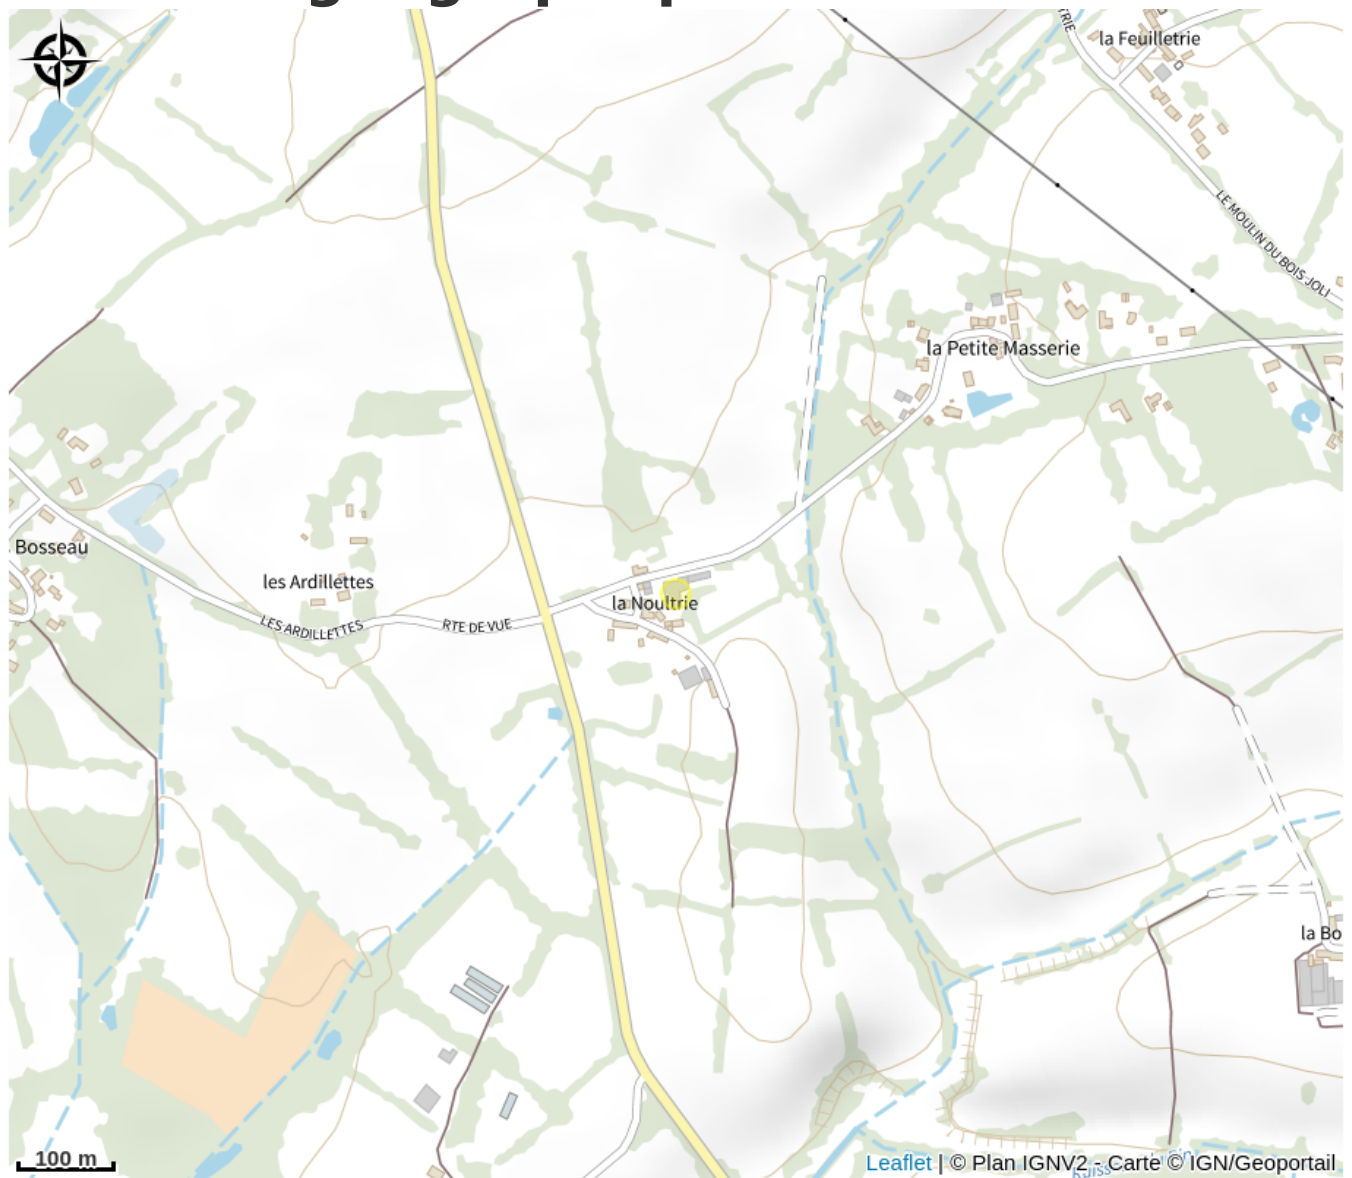 la Feuilletrie
LE MOULIN DU BOIS JOLI
la Petite Masserie
Bosseau
les Ardillettes
la Noultrie
LES ARDILLETTES
RTE DE VUE
la Bo
100 m
Leaflet | © Plan IGNV2 - Carte © IGN/Geoportail